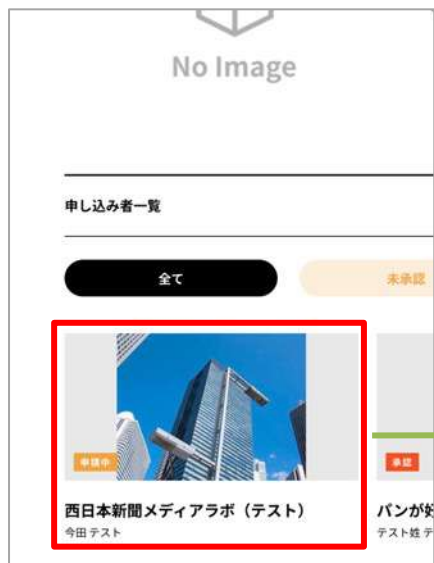 No Image
申し込み者一覧
全て
未承認
申請中
承認
西日本新聞メディアラボ（テスト）
今田 テスト
パンが好
テスト姓 テ